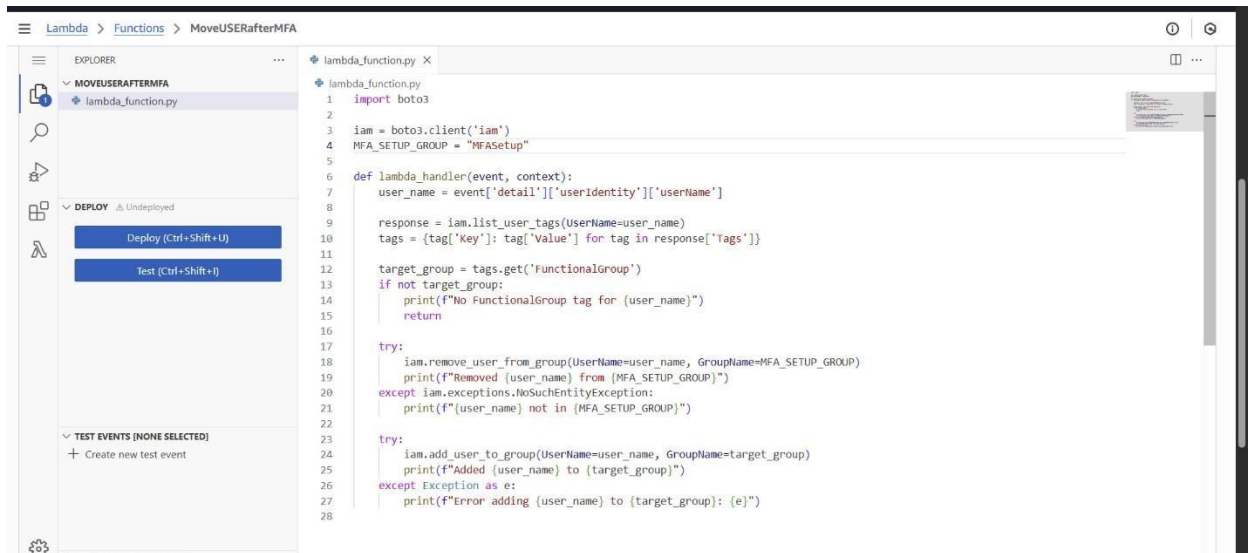 Lambda > Functions > MoveUSERafterMFA
EXPLORER
MOVEUSERAFTERMFA
lambda_function.py
1
DEPLOY Undeployed
Deploy (Ctrl+Shift+U)
Test (Ctrl+Shift+I)
TEST EVENTS [NONE SELECTED]
+ Create new test event
lambda_function.py
lambda_function.py
1 import boto3
2
3 iam = boto3.client('iam')
4 MFA_SETUP_GROUP = "MFASetup"
5
6 def lambda_handler(event, context):
7 user_name = event['detail']['userIdentity']['userName']
8
9 response = iam.list_user_tags(UserName=user_name)
10 tags = {tag['Key']: tag['Value'] for tag in response['Tags']}
11
12 target_group = tags.get('FunctionalGroup')
13 if not target_group:
14 print(f"No FunctionalGroup tag for {user_name}")
15 return
16
17 try:
18 iam.remove_user_from_group(UserName=user_name, GroupName=MFA_SETUP_GROUP)
19 print(f"Removed {user_name} from {MFA_SETUP_GROUP}")
20 except iam.exceptions.NoSuchEntityException:
21 print(f"{user_name} not in {MFA_SETUP_GROUP}")
22
23 try:
24 iam.add_user_to_group(UserName=user_name, GroupName=target_group)
25 print(f"Added {user_name} to {target_group}")
26 except Exception as e:
27 print(f"Error adding {user_name} to {target_group}: {e}")
28